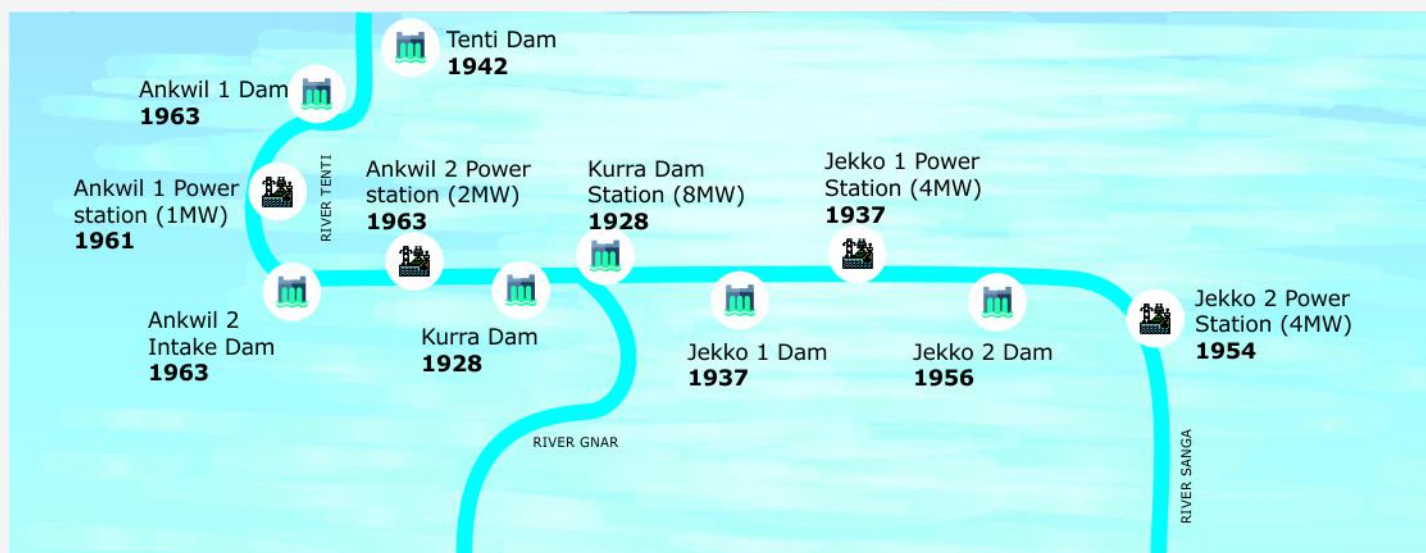 Tenti Dam
1942
Ankwil 1 Dam
1963
Ankwil 1 Power
station (1MW)
1961
RIVER TENTI
Ankwil 2 Power
station (2MW)
1963
Kurra Dam
Station (8MW)
1928
Jekko 1 Power
Station (4MW)
1937
Ankwil 2
Intake Dam
1963
Kurra Dam
1928
Jekko 1 Dam
1937
Jekko 2 Dam
1956
Jekko 2 Power
Station (4MW)
1954
RIVER GNAR
RIVER SANGA